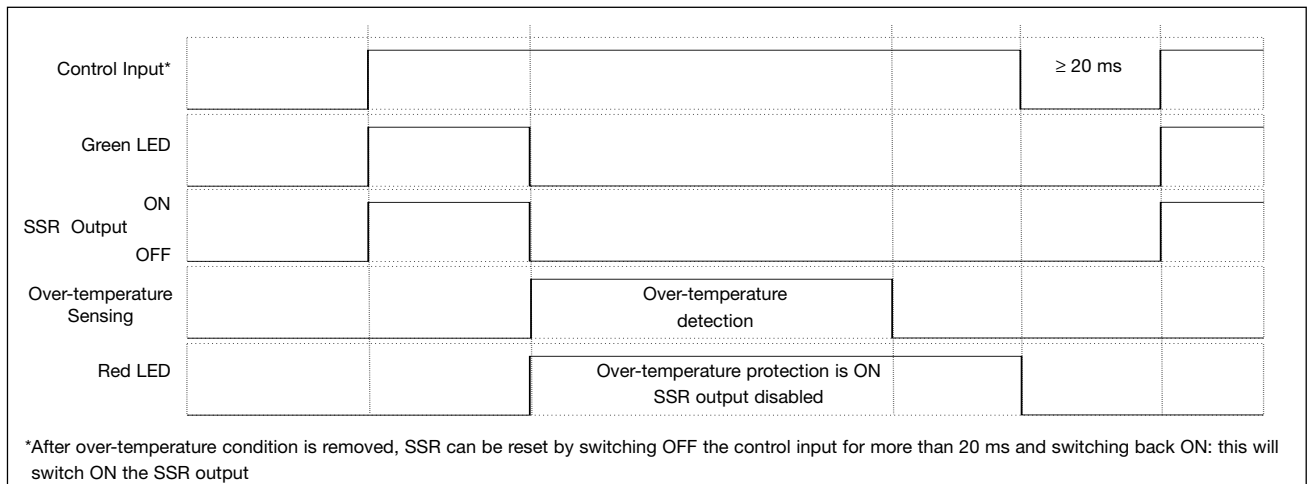 Control Input*
≥ 20 ms
Green LED
ON
SSR Output
OFF
Over-temperature
Sensing
Over-temperature
detection
Red LED
Over-temperature protection is ON
SSR output disabled
*After over-temperature condition is removed, SSR can be reset by switching OFF the control input for more than 20 ms and switching back ON: this will
switch ON the SSR output